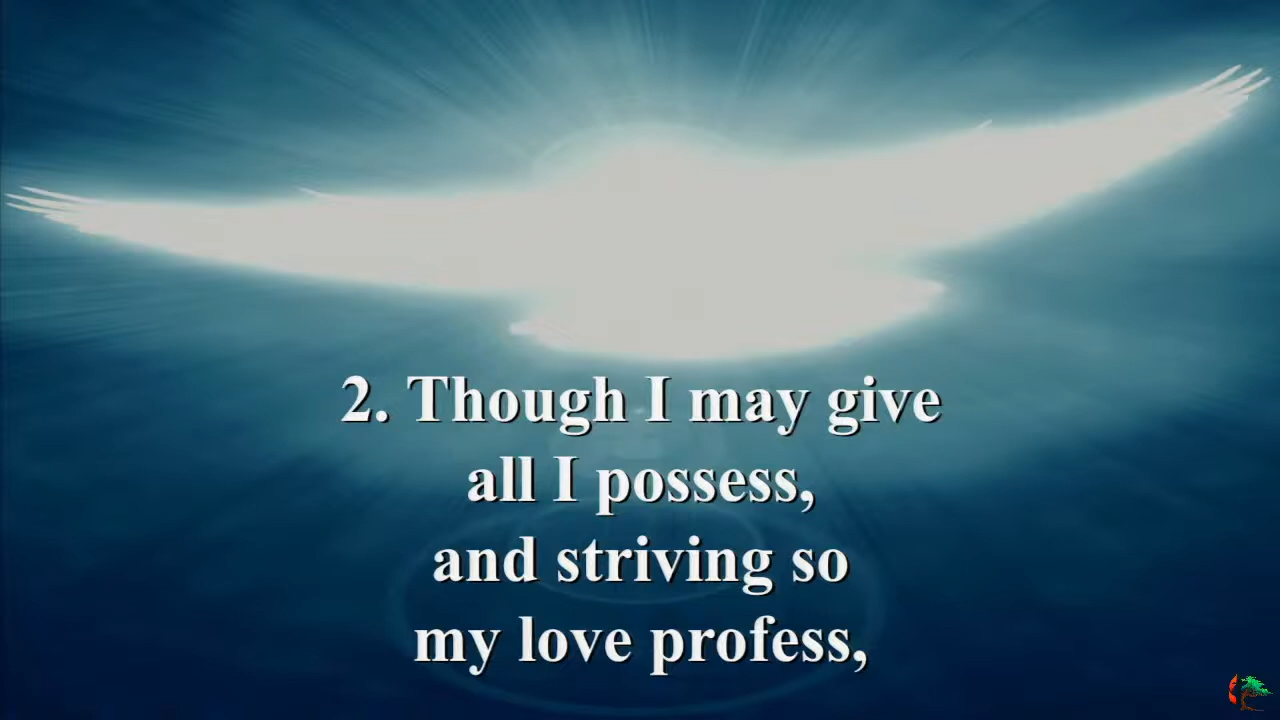 2. Though I may give
all I possess,
and striving so
my love profess,